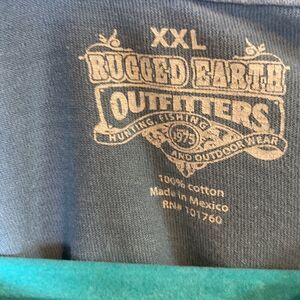 XXL
RUGGED EARTH
OUTFITTERS
HUNTING, FISHING
1975
AND OUTDOOR WEAR
100% cotton
Made in Mexico
RN# 101760